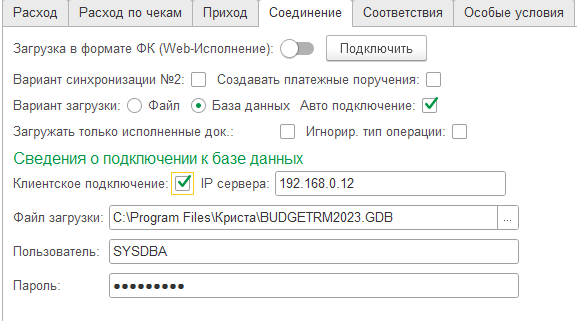 Расход Расход по чекам Приход Соединение Соответствия Особые условия
Загрузка в формате ФК (Web-Исполнение): Подключить
Вариант синхронизации №2: Создавать платежные поручения:
Вариант загрузки: Файл База данных Авто подключение:
Загружать только исполненные док.: Игнорир. тип операции:
Сведения о подключении к базе данных
Клиентское подключение: IP сервера: 192.168.0.12
Файл загрузки: C:\Program Files\Криста\BUDGETRM2023.GDB ...
Пользователь: SYSDBA
Пароль: ●●●●●●●●●